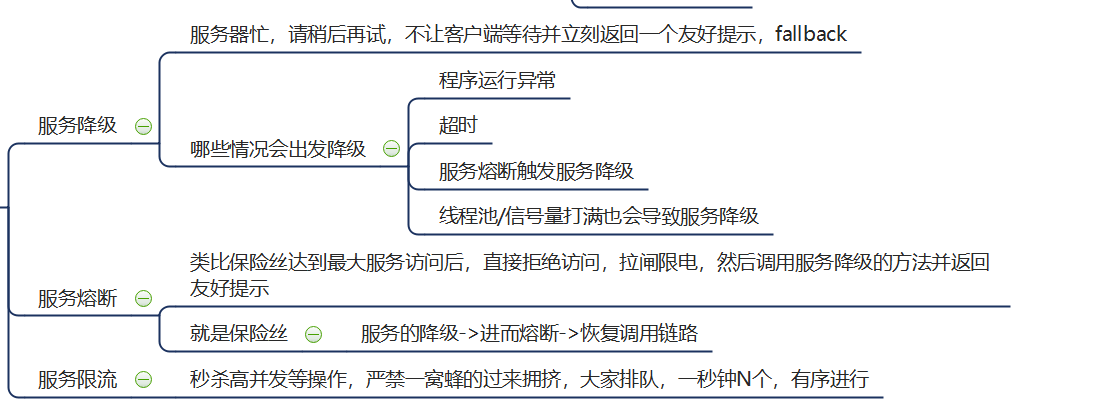 服务器忙，请稍后再试，不让客户端等待并立刻返回一个友好提示，fallback
服务降级
哪些情况会出发降级
程序运行异常
超时
服务熔断触发服务降级
线程池/信号量打满也会导致服务降级
服务熔断
类比保险丝达到最大服务访问后，直接拒绝访问，拉闸限电，然后调用服务降级的方法并返回
友好提示
就是保险丝
服务的降级->进而熔断->恢复调用链路
服务限流
秒杀高并发等操作，严禁一窝蜂的过来拥挤，大家排队，一秒钟N个，有序进行